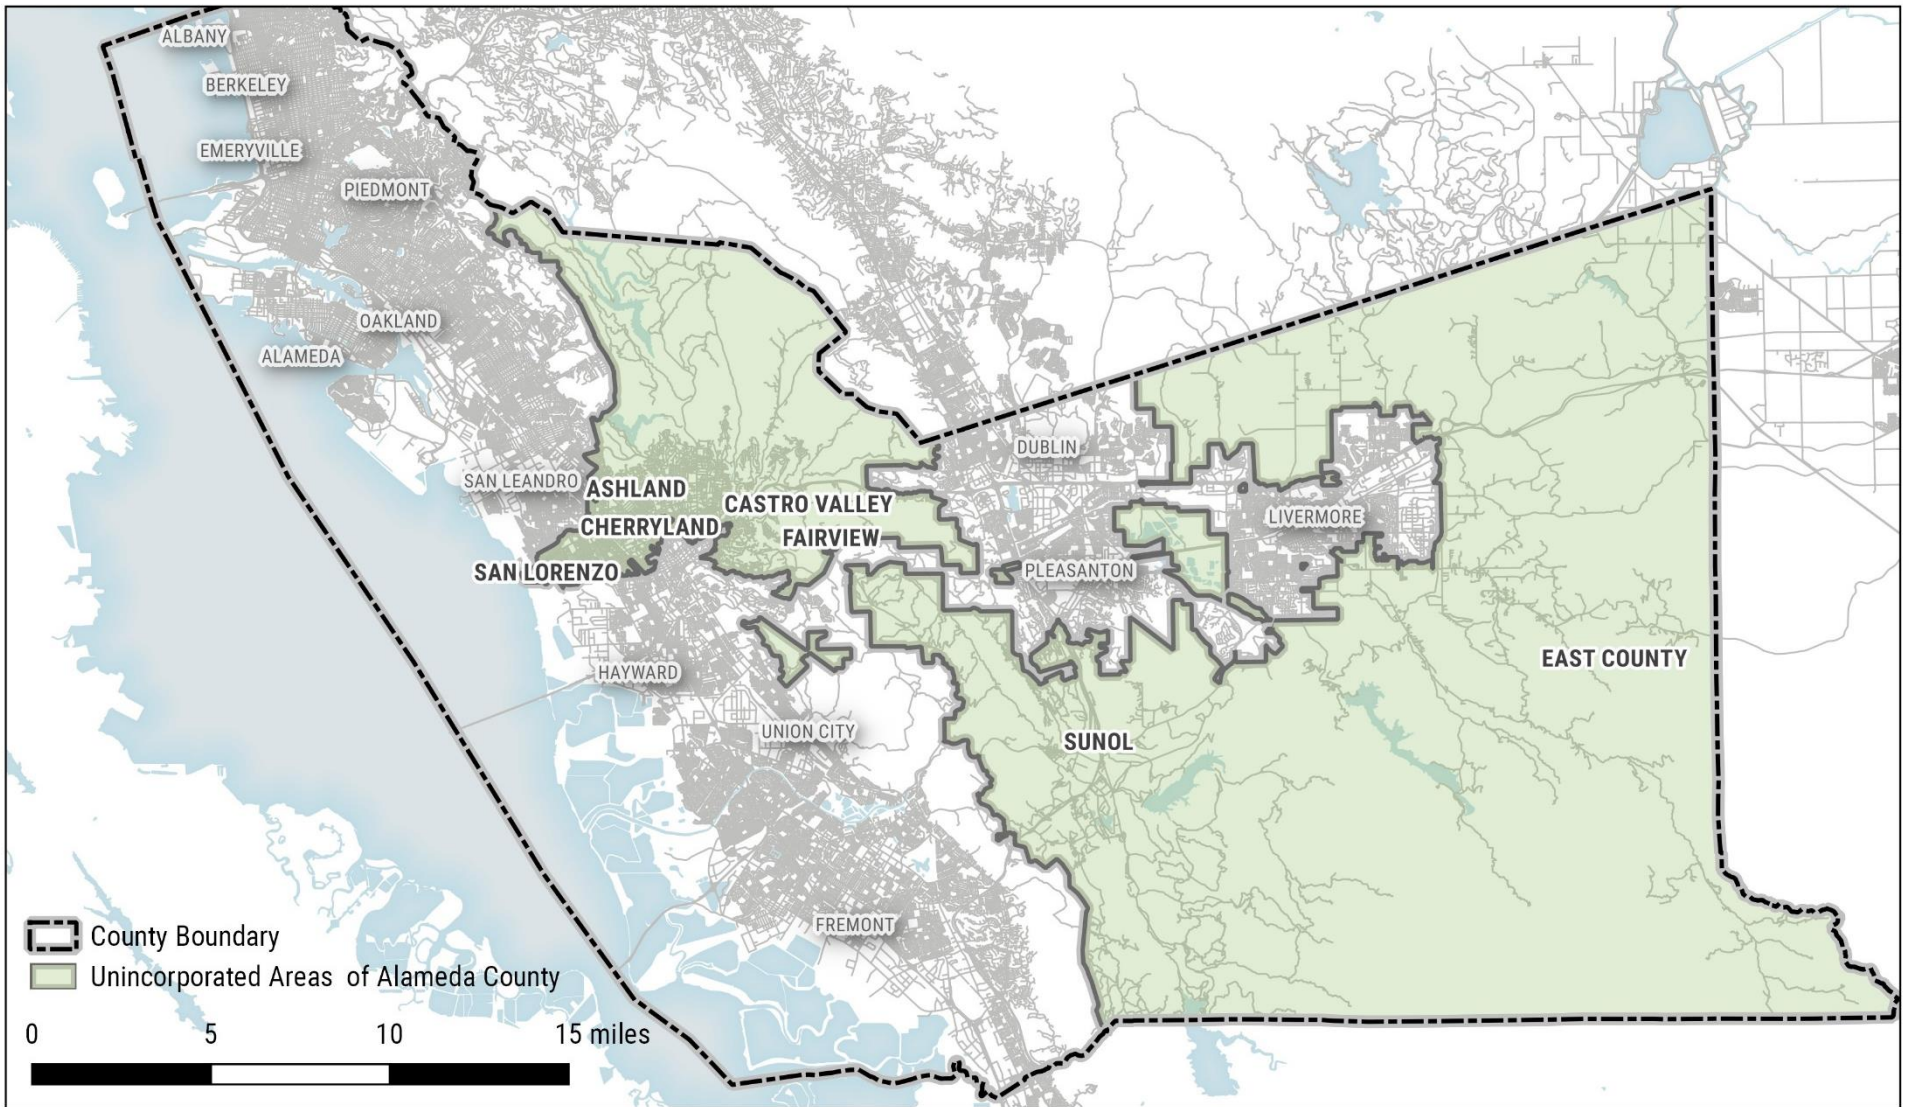 ALBANY
BERKELEY
EMERYVILLE
PIEDMONT
OAKLAND
ALAMEDA
DUBLIN
SAN LEANDRO
ASHLAND
CASTRO VALLEY
LIVERMORE
CHERRYLAND
FAIRVIEW
SAN LORENZO
PLEASANTON
EAST COUNTY
HAYWARD
UNION CITY
SUNOL
FREMONT
County Boundary
Unincorporated Areas of Alameda County
0 5 10 15 miles